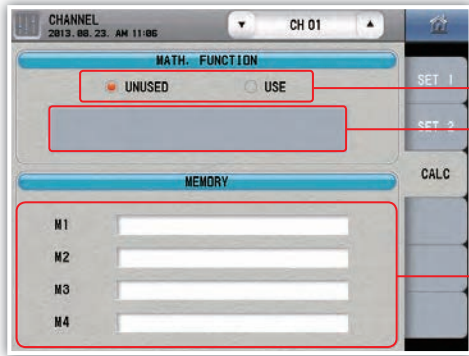 CHANNEL
2013. 08. 23. AM 11:06
CH 01
MATH. FUNCTION
UNUSED
USE
SET 1
SET 2
CALC
MEMORY
M1
M2
M3
M4